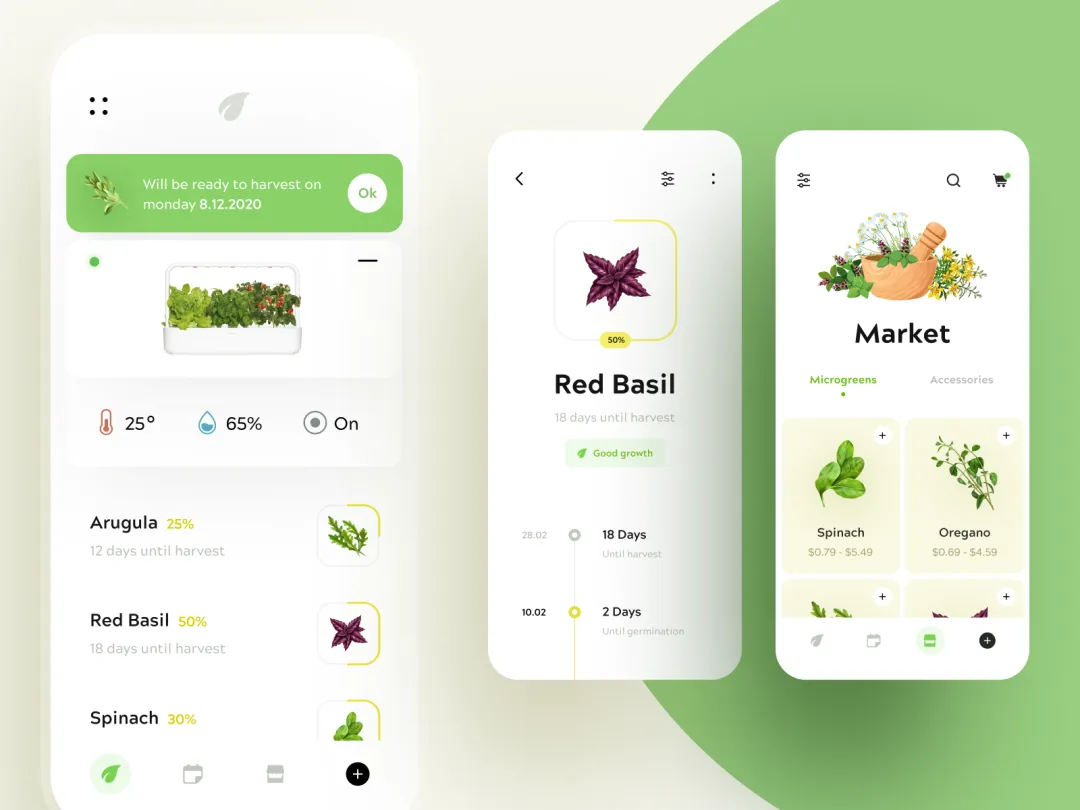 Will be ready to harvest on
monday 8.12.2020
Ok
25°
65%
On
Arugula 25%
12 days until harvest
Red Basil 50%
18 days until harvest
Spinach 30%
50%
Red Basil
18 days until harvest
Good growth
28.02
18 Days
Until harvest
10.02
2 Days
Until germination
Market
Microgreens
Accessories
Spinach
$0.79 - $5.49
Oregano
$0.69 - $4.59